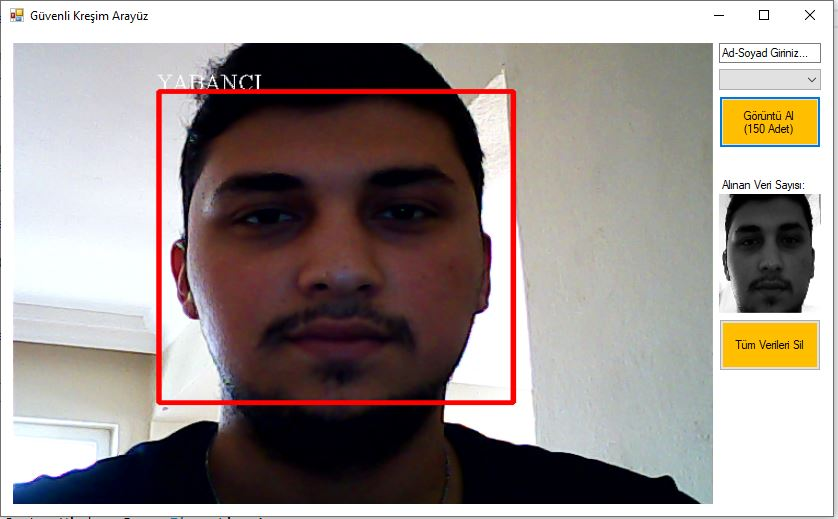 Güvenli Kreşim Arayüz
YABANCI
Ad-Soyad Giriniz...
Görüntü Al
(150 Adet)
Alınan Veri Sayısı:
Tüm Verileri Sil